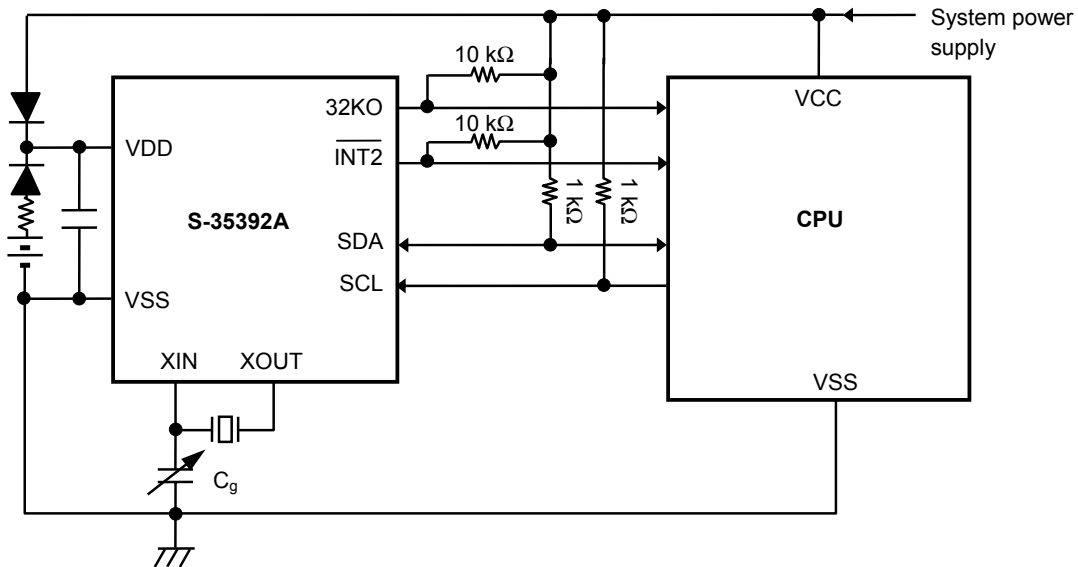 System power
supply
10 kΩ
VCC
32KO
10 kΩ
VDD
INT2
1 kΩ
1 kΩ
S-35392A
CPU
SDA
SCL
VSS
XIN
XOUT
VSS
Cg